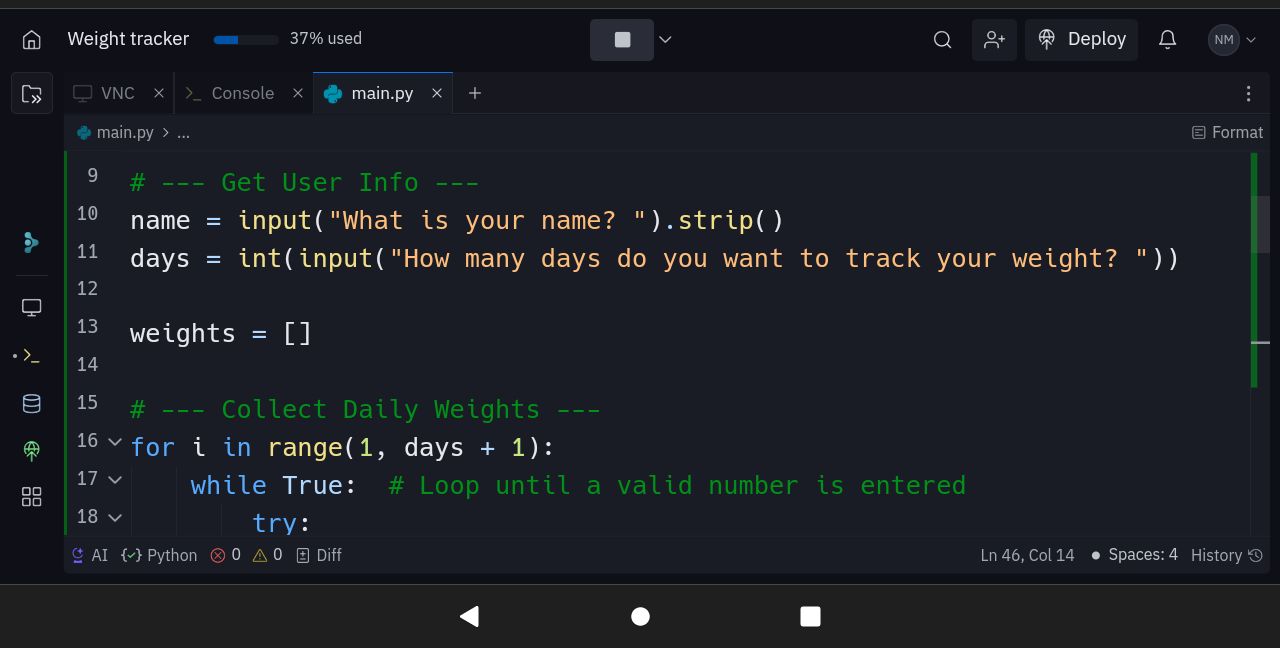 Weight tracker 37% used Deploy NM
VNC Console main.py
main.py > ... Format
9 # --- Get User Info ---
10 name = input("What is your name? ").strip()
11 days = int(input("How many days do you want to track your weight? "))
12
13 weights = []
14
15 # --- Collect Daily Weights ---
16 for i in range(1, days + 1):
17     while True:  # Loop until a valid number is entered
18         try:
AI Python 0 0 Diff Ln 46, Col 14 Spaces: 4 History